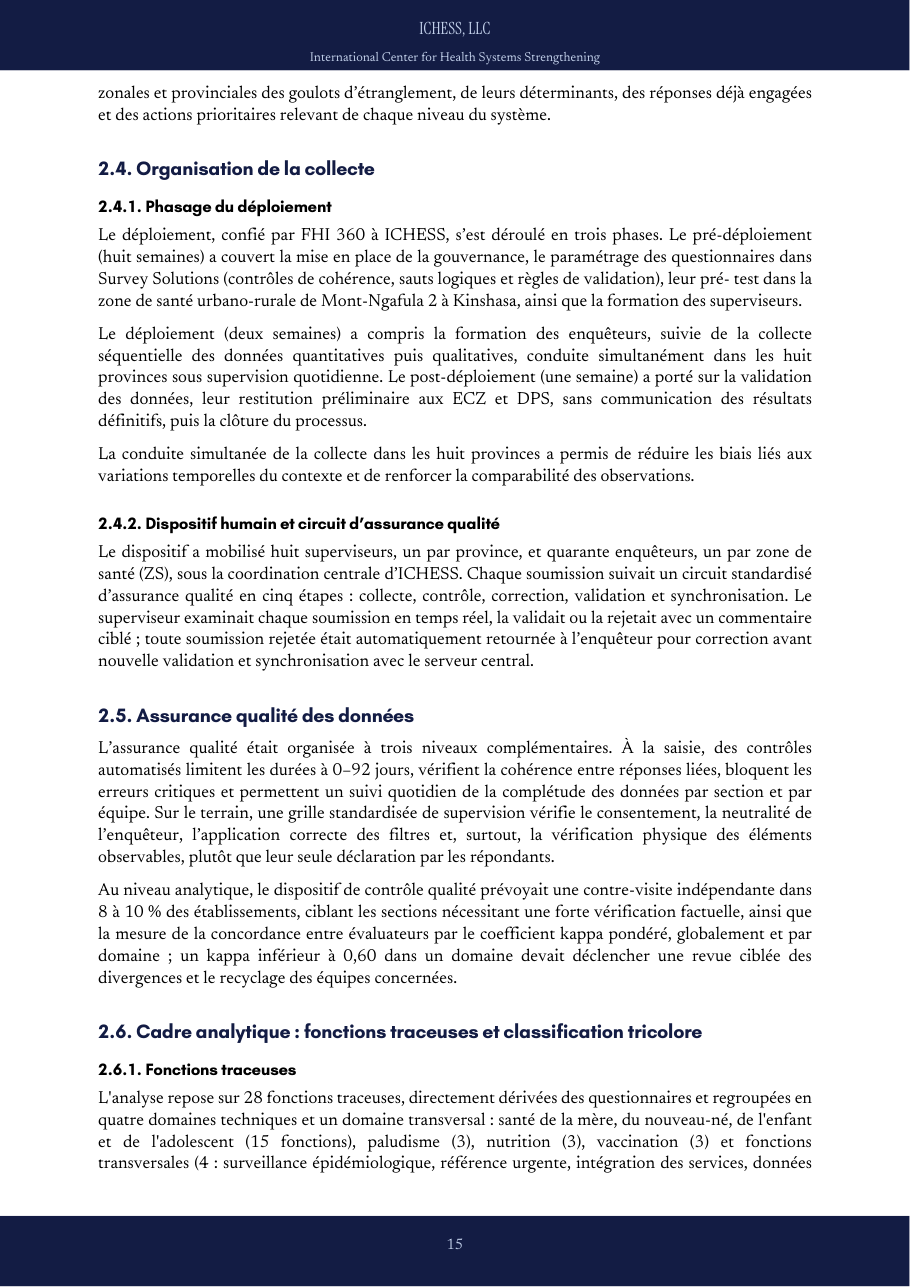 ICHESS, LLC
International Center for Health Systems Strengthening
zonales et provinciales des goulots d’étranglement, de leurs déterminants, des réponses déjà engagées
et des actions prioritaires relevant de chaque niveau du système.
2.4. Organisation de la collecte
2.4.1. Phasage du déploiement
Le déploiement, confié par FHI 360 à ICHESS, s’est déroulé en trois phases. Le pré-déploiement
(huit semaines) a couvert la mise en place de la gouvernance, le paramétrage des questionnaires dans
Survey Solutions (contrôles de cohérence, sauts logiques et règles de validation), leur pré- test dans la
zone de santé urbano-rurale de Mont-Ngafula 2 à Kinshasa, ainsi que la formation des superviseurs.
Le déploiement (deux semaines) a compris la formation des enquêteurs, suivie de la collecte
séquentielle des données quantitatives puis qualitatives, conduite simultanément dans les huit
provinces sous supervision quotidienne. Le post-déploiement (une semaine) a porté sur la validation
des données, leur restitution préliminaire aux ECZ et DPS, sans communication des résultats
définitifs, puis la clôture du processus.
La conduite simultanée de la collecte dans les huit provinces a permis de réduire les biais liés aux
variations temporelles du contexte et de renforcer la comparabilité des observations.
2.4.2. Dispositif humain et circuit d’assurance qualité
Le dispositif a mobilisé huit superviseurs, un par province, et quarante enquêteurs, un par zone de
santé (ZS), sous la coordination centrale d’ICHESS. Chaque soumission suivait un circuit standardisé
d’assurance qualité en cinq étapes : collecte, contrôle, correction, validation et synchronisation. Le
superviseur examinait chaque soumission en temps réel, la validait ou la rejetait avec un commentaire
ciblé ; toute soumission rejetée était automatiquement retournée à l’enquêteur pour correction avant
nouvelle validation et synchronisation avec le serveur central.
2.5. Assurance qualité des données
L’assurance qualité était organisée à trois niveaux complémentaires. À la saisie, des contrôles
automatisés limitent les durées à 0–92 jours, vérifient la cohérence entre réponses liées, bloquent les
erreurs critiques et permettent un suivi quotidien de la complétude des données par section et par
équipe. Sur le terrain, une grille standardisée de supervision vérifie le consentement, la neutralité de
l’enquêteur, l’application correcte des filtres et, surtout, la vérification physique des éléments
observables, plutôt que leur seule déclaration par les répondants.
Au niveau analytique, le dispositif de contrôle qualité prévoyait une contre-visite indépendante dans
8 à 10 % des établissements, ciblant les sections nécessitant une forte vérification factuelle, ainsi que
la mesure de la concordance entre évaluateurs par le coefficient kappa pondéré, globalement et par
domaine ; un kappa inférieur à 0,60 dans un domaine devait déclencher une revue ciblée des
divergences et le recyclage des équipes concernées.
2.6. Cadre analytique : fonctions traceuses et classification tricolore
2.6.1. Fonctions traceuses
L'analyse repose sur 28 fonctions traceuses, directement dérivées des questionnaires et regroupées en
quatre domaines techniques et un domaine transversal : santé de la mère, du nouveau-né, de l'enfant
et de l'adolescent (15 fonctions), paludisme (3), nutrition (3), vaccination (3) et fonctions
transversales (4 : surveillance épidémiologique, référence urgente, intégration des services, données
15